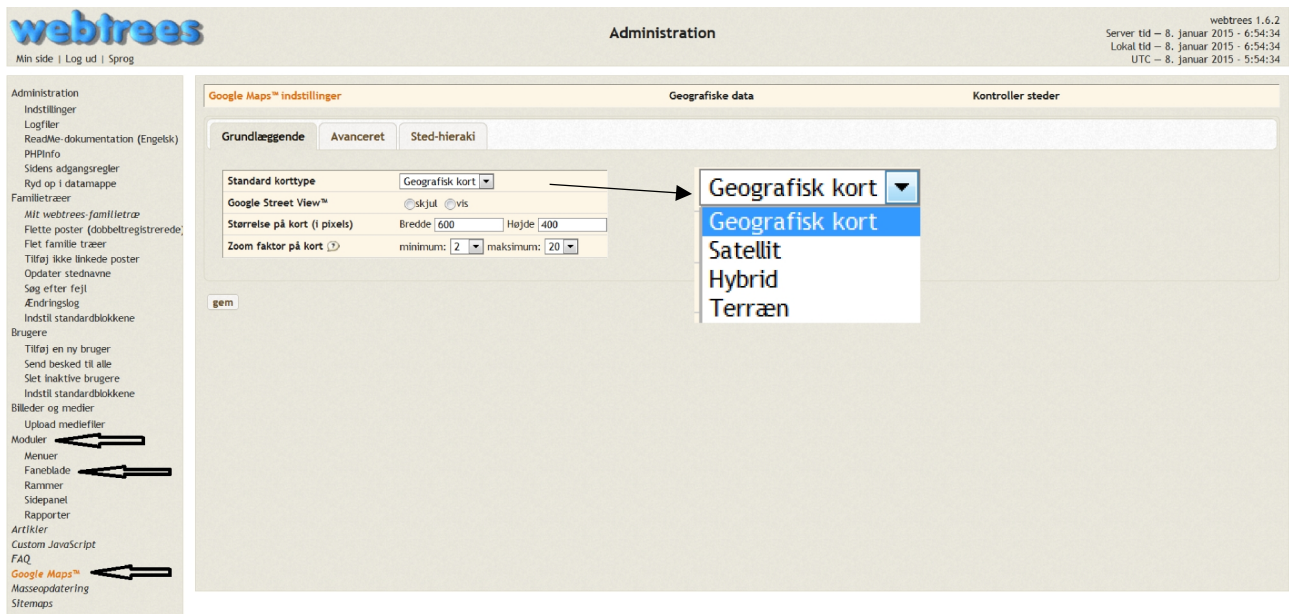 webtrees
Min side | Log ud | Sprog
Administration
webtrees 1.6.2
Server tid — 8. januar 2015 - 6:54:34
Lokal tid — 8. januar 2015 - 6:54:34
UTC — 8. januar 2015 - 5:54:34
Administration
Indstillinger
Logfiler
ReadMe-dokumentation (Engelsk)
PHPInfo
Sidens adgangsregler
Ryd op i datamappe
Familietræer
Mit webtrees-familietræ
Flette poster (dobbeltregistrerede)
Flet familie træer
Tilføj ikke linkede poster
Opdater stednavne
Søg efter fejl
Ændringslog
Indstil standardblokkene
Brugere
Tilføj en ny bruger
Send besked til alle
Slet inaktive brugere
Indstil standardblokkene
Billeder og medier
Upload mediefiler
Moduler
Menuer
Faneblade
Rammer
Sidepanel
Rapporter
Artikler
Custom JavaScript
FAQ
Google Maps™
Masseopdatering
Sitemaps
Google Maps™ indstillinger Geografiske data Kontroller steder
Grundlæggende Avanceret Sted-hieraki
Standard korttype Geografisk kort
Google Street View™ skjul vis
Størrelse på kort (i pixels) Bredde 600 Højde 400
Zoom faktor på kort ? minimum: 2 maksimum: 20
gem
Geografisk kort
Geografisk kort
Satellit
Hybrid
Terræn